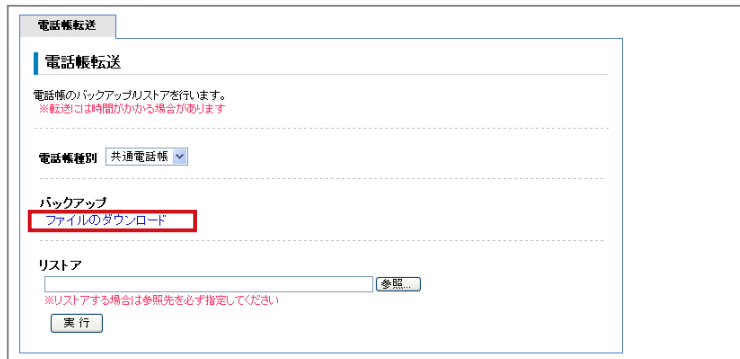 電話帳転送
電話帳転送
電話帳のバックアップ/リストアを行います。
※転送には時間がかかる場合があります
電話帳種別 共通電話帳
バックアップ
ファイルのダウンロード
リストア
参照...
※リストアする場合は参照先を必ず指定してください
実行